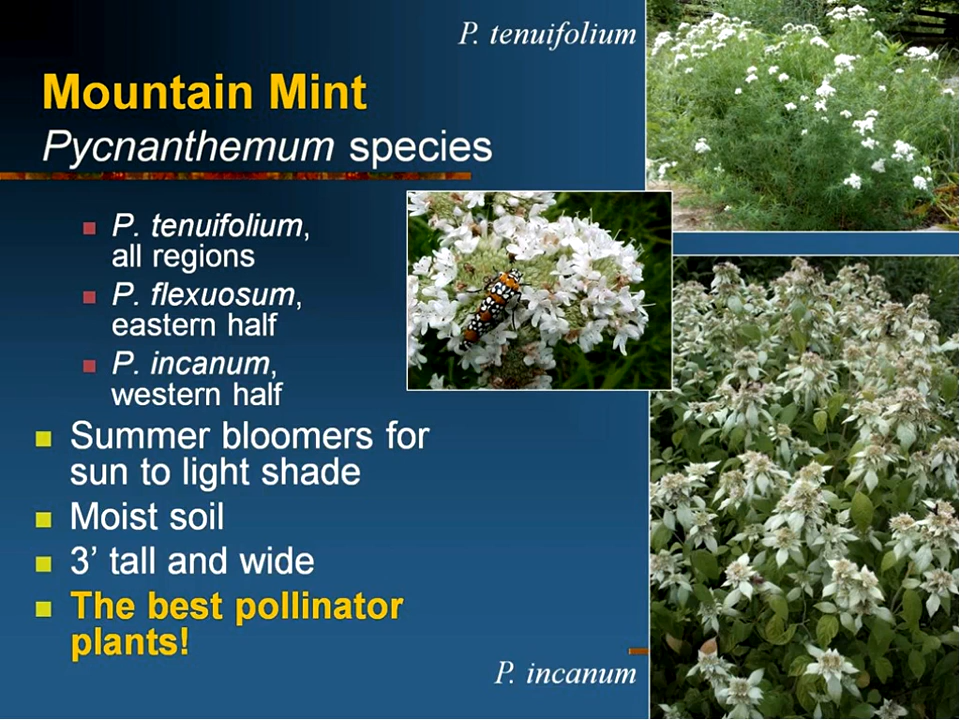 P. tenuifolium
Mountain Mint
Pycnanthemum species
P. tenuifolium,
all regions
P. flexuosum,
eastern half
P. incanum,
western half
Summer bloomers for
sun to light shade
Moist soil
3’ tall and wide
The best pollinator
plants!
P. incanum